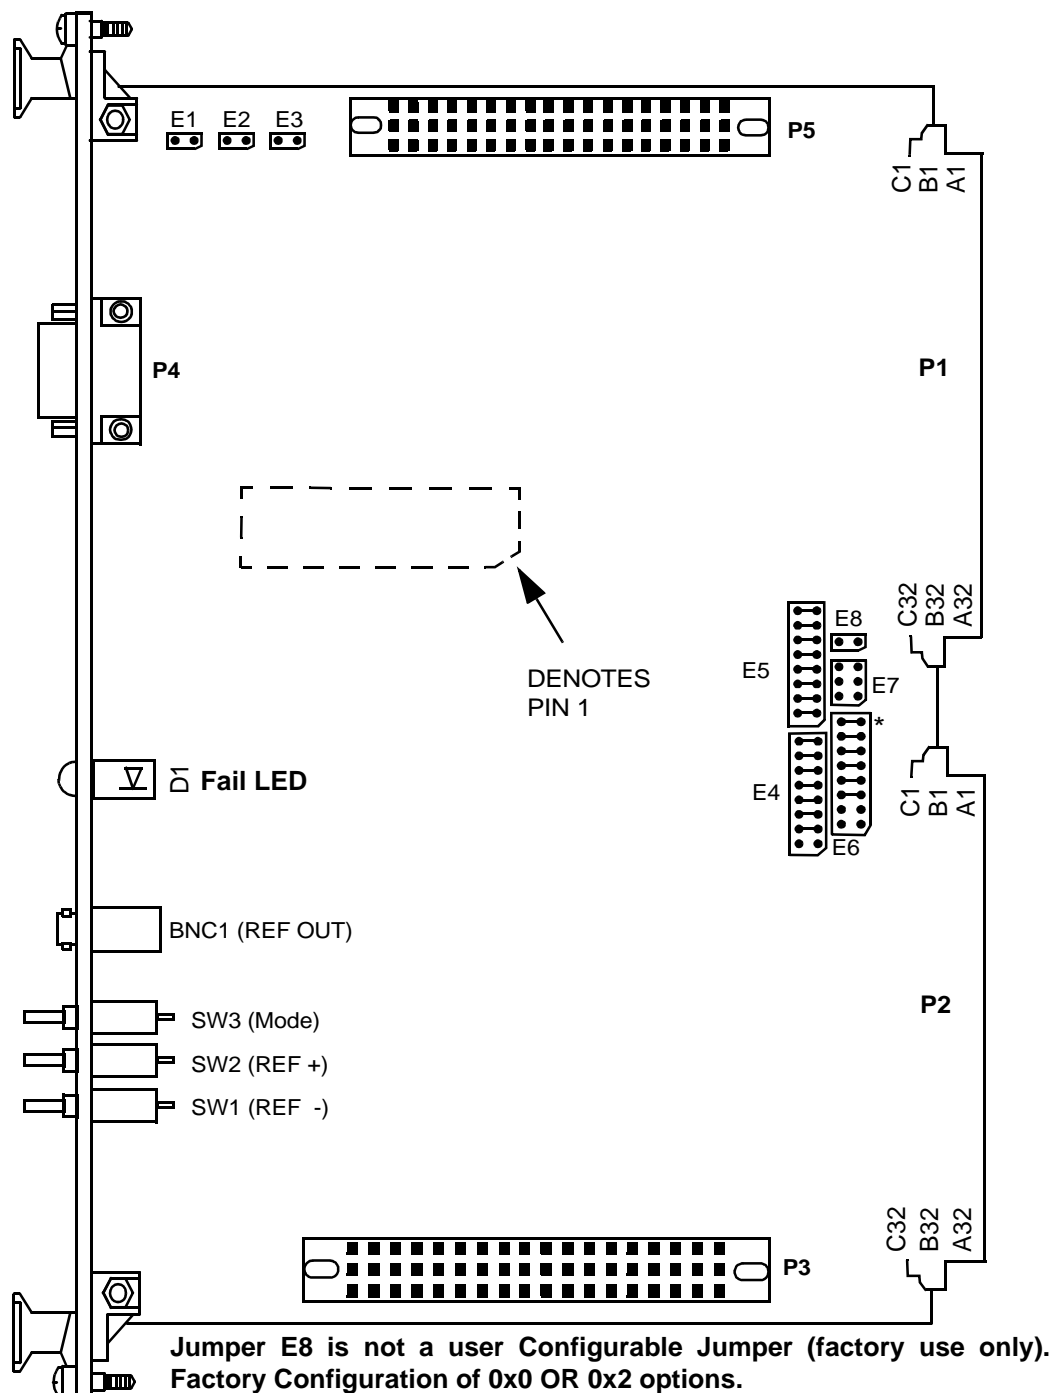 E1 E2 E3
P5
C1
B1
A1
P4
P1
C32
B32
A32
E8
E5
E7
DENOTES
PIN 1
*
D1 Fail LED
E4
E6
C1
B1
A1
BNC1 (REF OUT)
SW3 (Mode)
P2
SW2 (REF +)
SW1 (REF -)
C32
B32
A32
P3
Jumper E8 is not a user Configurable Jumper (factory use only).
Factory Configuration of 0x0 OR 0x2 options.